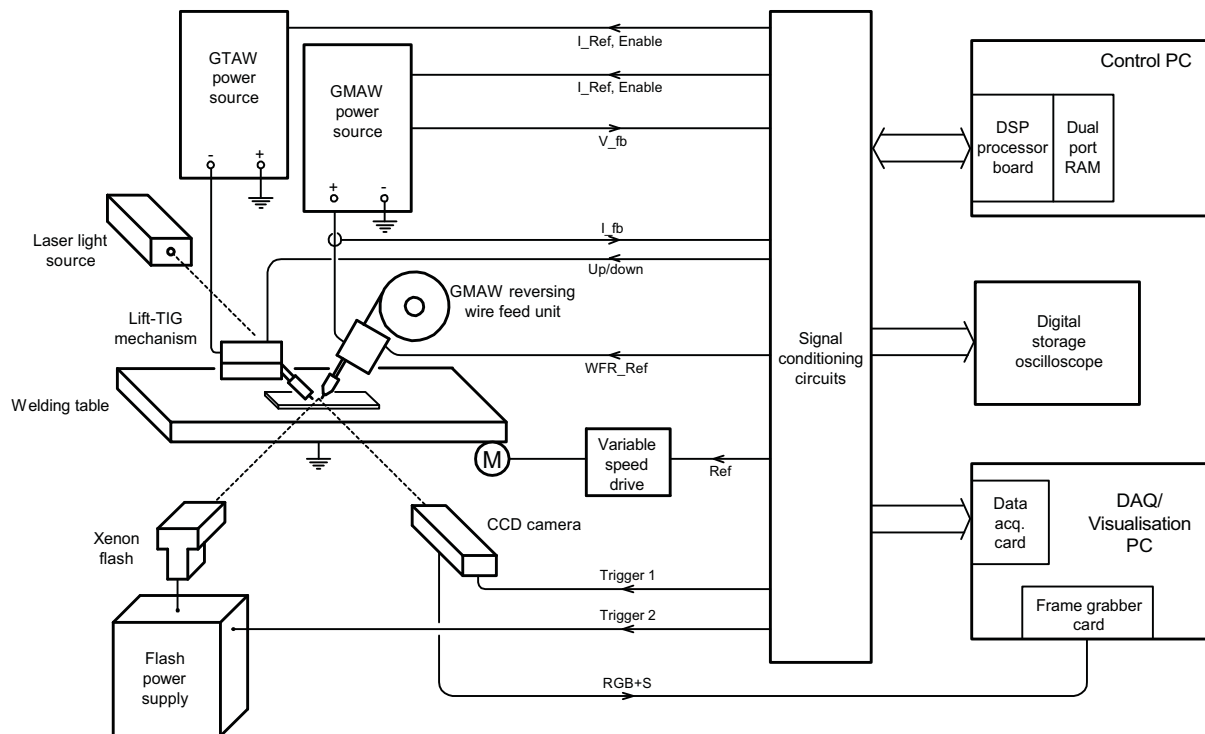 GTAW
power
source
-
+
GMAW
power
source
+
-
I_Ref, Enable
I_Ref, Enable
V_fb
I_fb
Up/down
Laser light
source
Lift-TIG
mechanism
GMAW reversing
wire feed unit
WFR_Ref
Welding table
M
Variable
speed
drive
Ref
Xenon
flash
CCD camera
Trigger 1
Trigger 2
Flash
power
supply
RGB+S
Signal
conditioning
circuits
Control PC
DSP
processor
board
Dual
port
RAM
Digital
storage
oscilloscope
Data
acq.
card
DAQ/
Visualisation
PC
Frame grabber
card